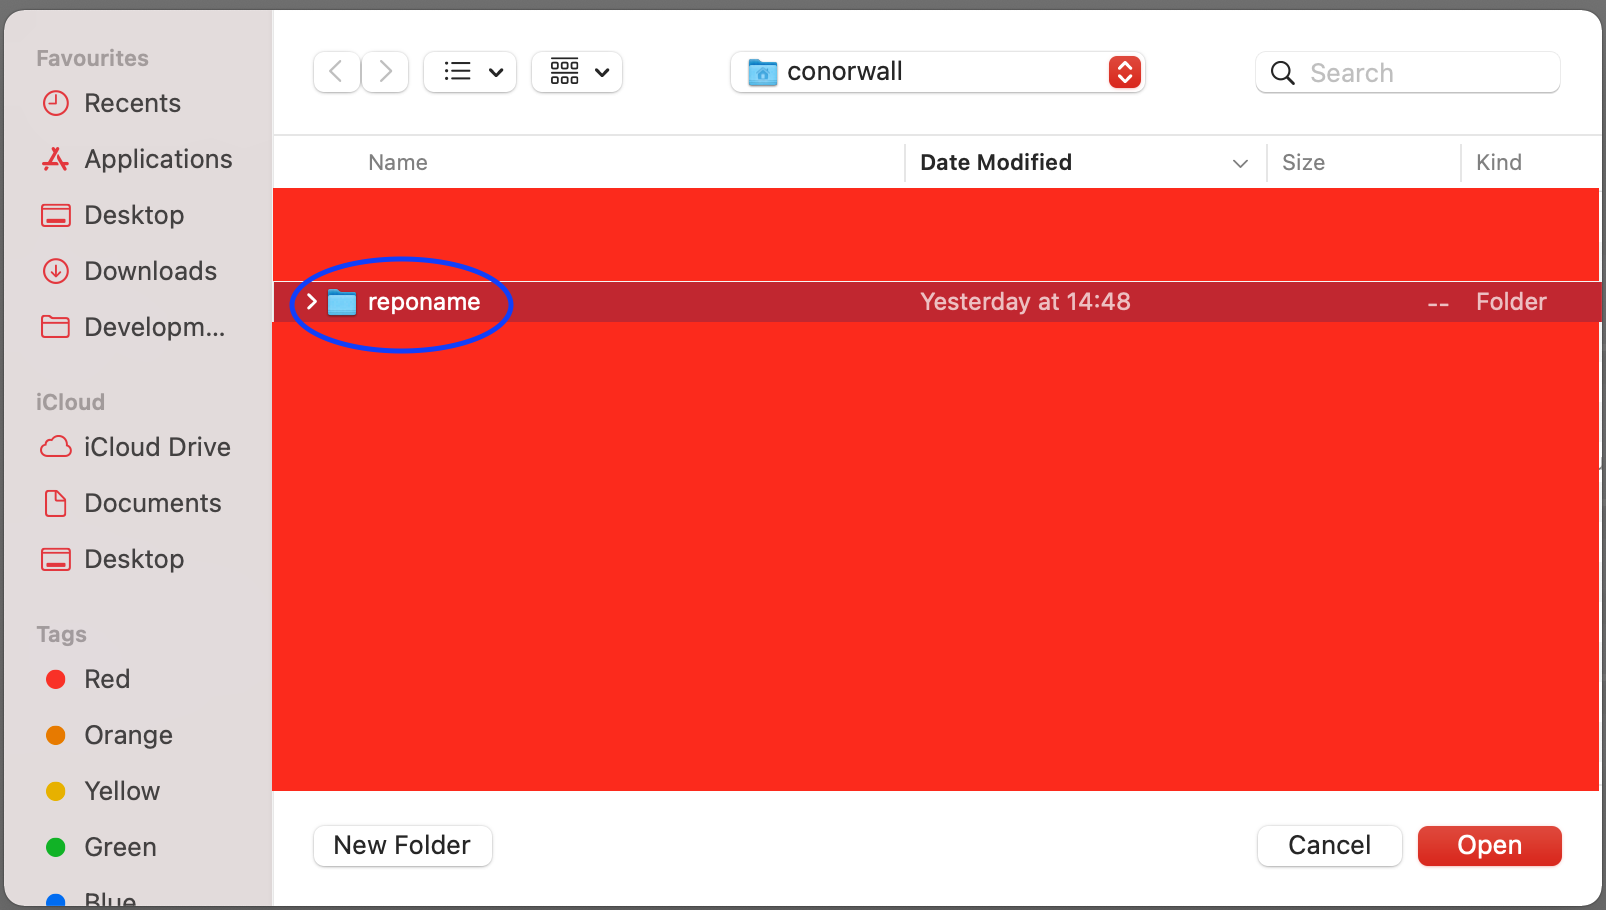 Favourites
Recents
Applications
Desktop
Downloads
Developm...
iCloud
iCloud Drive
Documents
Desktop
Tags
Red
Orange
Yellow
Green
Blue
conorwall
Search
Name Date Modified Size Kind
reponame Yesterday at 14:48 -- Folder
New Folder Cancel Open